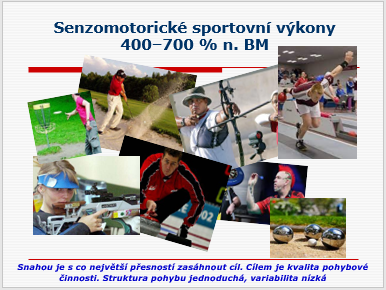 Senzomotorické sportovní výkony
400–700 % n. BM
Snahou je s co největší přesností zasáhnout cíl. Cílem je kvalita pohybové
činnosti. Struktura pohybu jednoduchá, variabilita nízká